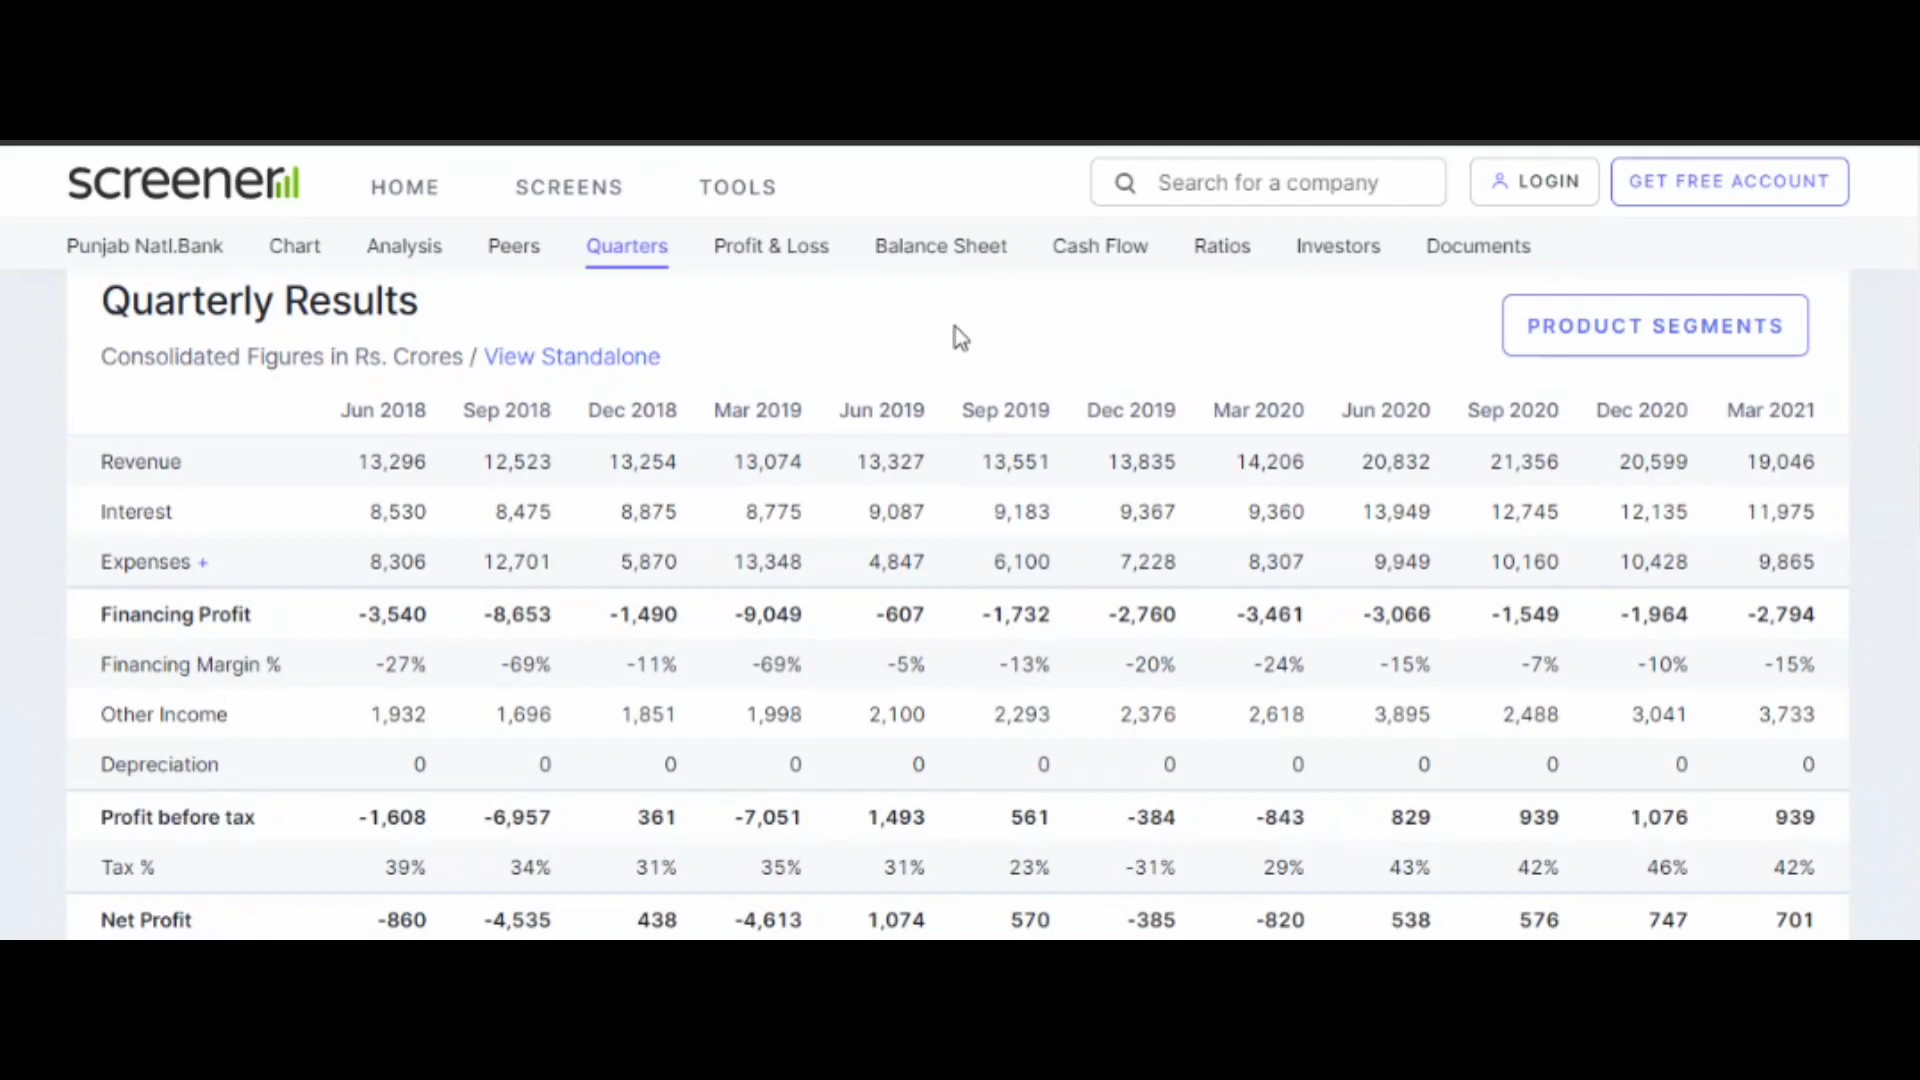 screener HOME SCREENS TOOLS Search for a company LOGIN GET FREE ACCOUNT
Punjab Natl.Bank Chart Analysis Peers Quarters Profit & Loss Balance Sheet Cash Flow Ratios Investors Documents
Quarterly Results
PRODUCT SEGMENTS
Consolidated Figures in Rs. Crores / View Standalone
Jun 2018 Sep 2018 Dec 2018 Mar 2019 Jun 2019 Sep 2019 Dec 2019 Mar 2020 Jun 2020 Sep 2020 Dec 2020 Mar 2021
Revenue 13,296 12,523 13,254 13,074 13,327 13,551 13,835 14,206 20,832 21,356 20,599 19,046
Interest 8,530 8,475 8,875 8,775 9,087 9,183 9,367 9,360 13,949 12,745 12,135 11,975
Expenses + 8,306 12,701 5,870 13,348 4,847 6,100 7,228 8,307 9,949 10,160 10,428 9,865
Financing Profit -3,540 -8,653 -1,490 -9,049 -607 -1,732 -2,760 -3,461 -3,066 -1,549 -1,964 -2,794
Financing Margin % -27% -69% -11% -69% -5% -13% -20% -24% -15% -7% -10% -15%
Other Income 1,932 1,696 1,851 1,998 2,100 2,293 2,376 2,618 3,895 2,488 3,041 3,733
Depreciation 0 0 0 0 0 0 0 0 0 0 0 0
Profit before tax -1,608 -6,957 361 -7,051 1,493 561 -384 -843 829 939 1,076 939
Tax % 39% 34% 31% 35% 31% 23% -31% 29% 43% 42% 46% 42%
Net Profit -860 -4,535 438 -4,613 1,074 570 -385 -820 538 576 747 701